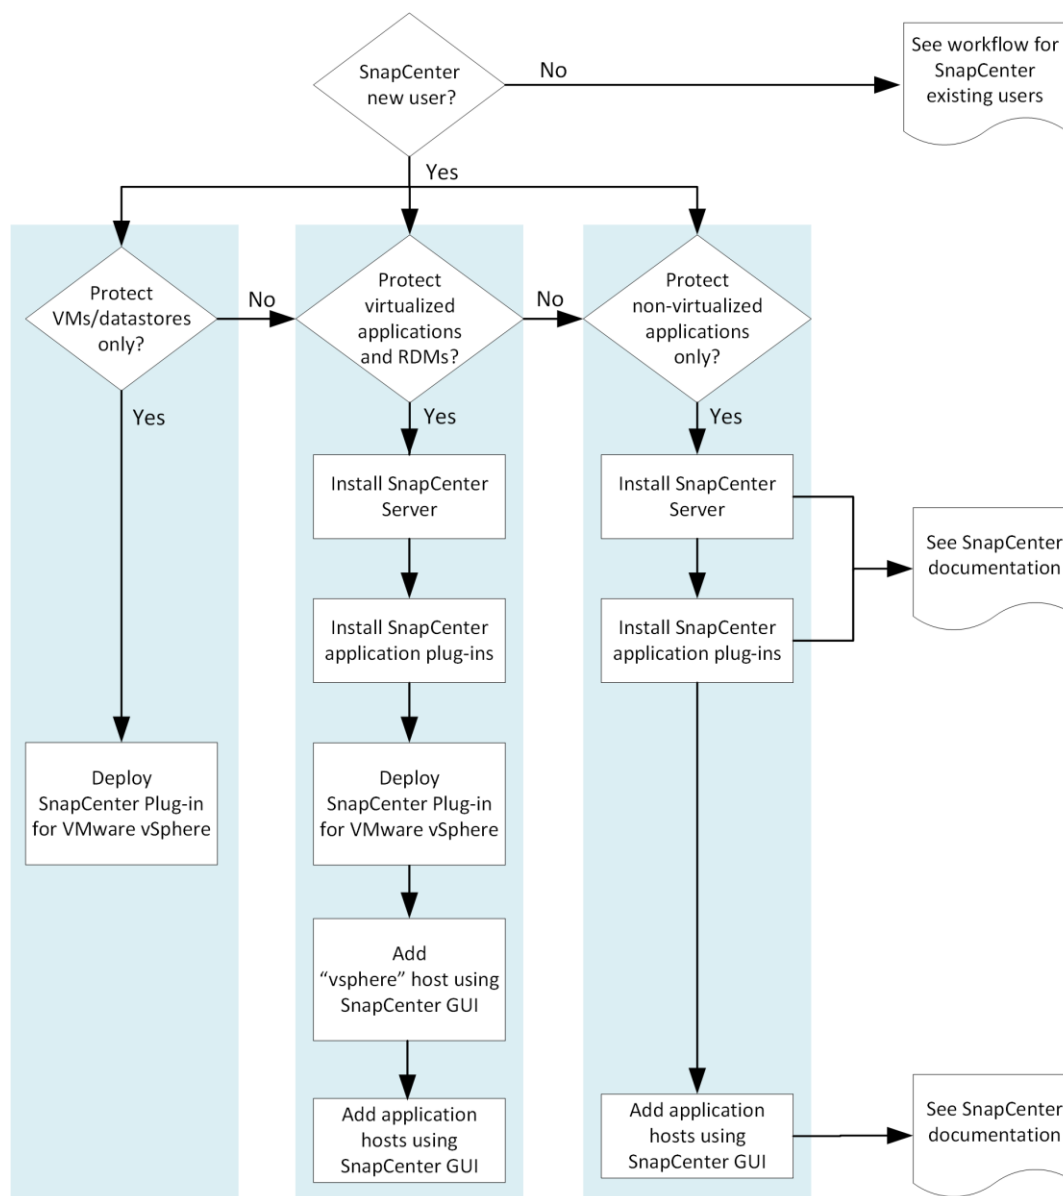 SnapCenter
new user?
No
See workflow for
SnapCenter
existing users
Yes
Protect
VMs/datastores
only?
No
Protect
virtualized
applications
and RDMs?
No
Protect
non-virtualized
applications
only?
Yes
Yes
Yes
Install SnapCenter
Server
Install SnapCenter
Server
See SnapCenter
documentation
Install SnapCenter
application plug-ins
Install SnapCenter
application plug-ins
Deploy
SnapCenter Plug-in
for VMware vSphere
Deploy
SnapCenter Plug-in
for VMware vSphere
Add
“vsphere” host using
SnapCenter GUI
Add application
hosts using
SnapCenter GUI
Add application
hosts using
SnapCenter GUI
See SnapCenter
documentation